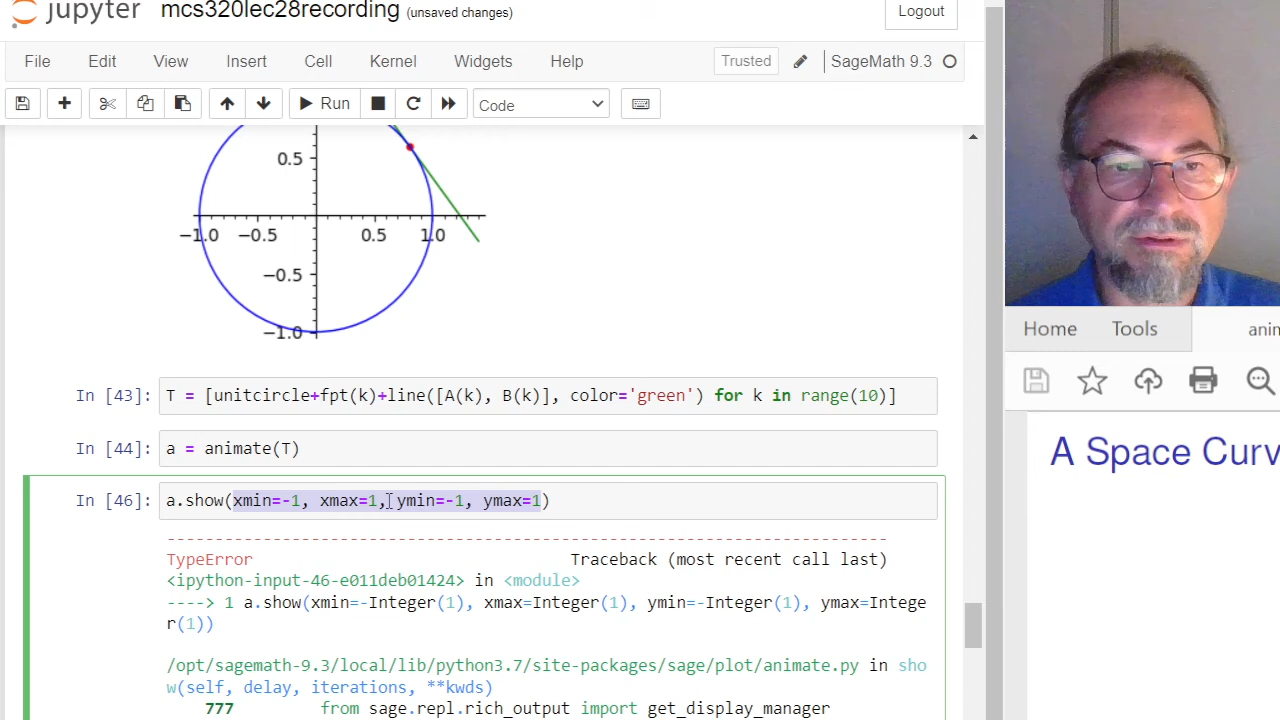 jupyter mcs320lec28recording (unsaved changes) Logout
File Edit View Insert Cell Kernel Widgets Help Trusted SageMath 9.3
Run Code
0.5
−1.0 −0.5 0.5 1.0
−0.5
−1.0
In [43]: T = [unitcircle+fpt(k)+line([A(k), B(k)], color='green') for k in range(10)]
In [44]: a = animate(T)
In [46]: a.show(xmin=-1, xmax=1, ymin=-1, ymax=1)
---------------------------------------------------------------------------
TypeError Traceback (most recent call last)
<ipython-input-46-e011deb01424> in <module>
----> 1 a.show(xmin=-Integer(1), xmax=Integer(1), ymin=-Integer(1), ymax=Intege
r(1))
/opt/sagemath-9.3/local/lib/python3.7/site-packages/sage/plot/animate.py in sho
w(self, delay, iterations, **kwds)
777 from sage.repl.rich_output import get_display_manager
Home Tools anin
A Space Curv